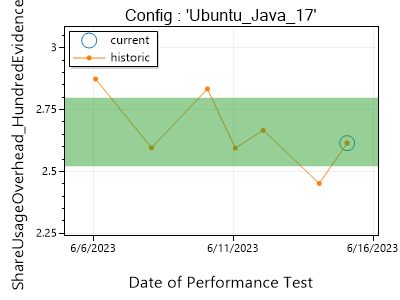 Config : 'Ubuntu_Java_17'
ShareUsageOverhead_HundredEvidence
current
historic
3
2.75
2.5
2.25
6/6/2023
6/11/2023
6/16/2023
Date of Performance Test